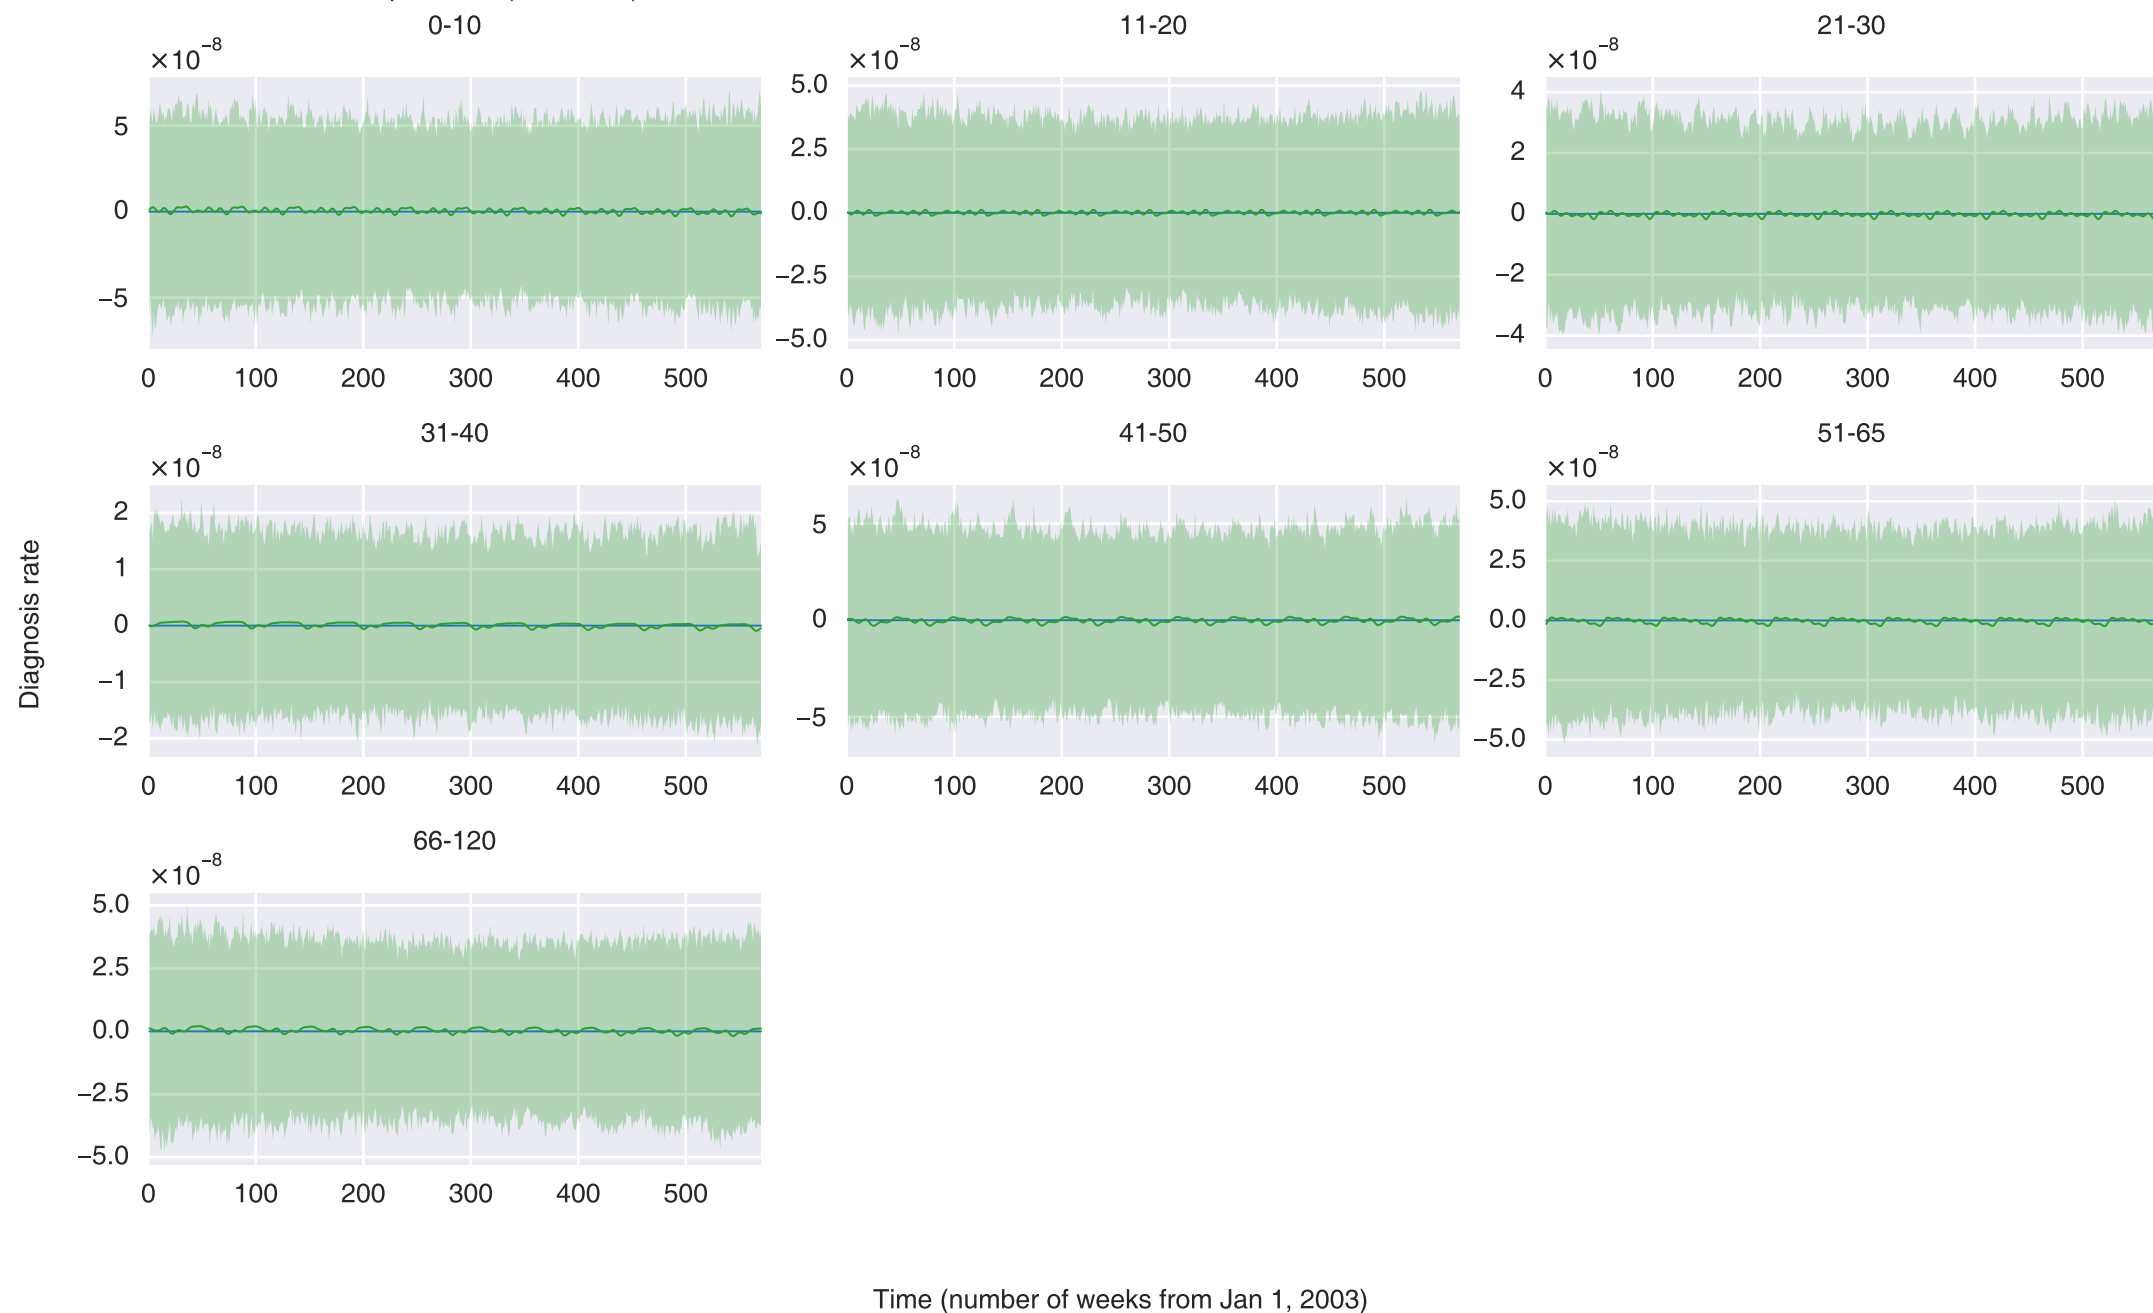 0-10 11-20 21-30
×10⁻⁸ ×10⁻⁸ ×10⁻⁸
5 0 −5
5.0 2.5 0.0 −2.5 −5.0
4 2 0 −2 −4
0 100 200 300 400 500 0 100 200 300 400 500 0 100 200 300 400 500
31-40 41-50 51-65
×10⁻⁸ ×10⁻⁸ ×10⁻⁸
2 1 0 −1 −2
5 0 −5
5.0 2.5 0.0 −2.5 −5.0
Diagnosis rate
0 100 200 300 400 500 0 100 200 300 400 500 0 100 200 300 400 500
66-120
×10⁻⁸
5.0 2.5 0.0 −2.5 −5.0
0 100 200 300 400 500
Time (number of weeks from Jan 1, 2003)